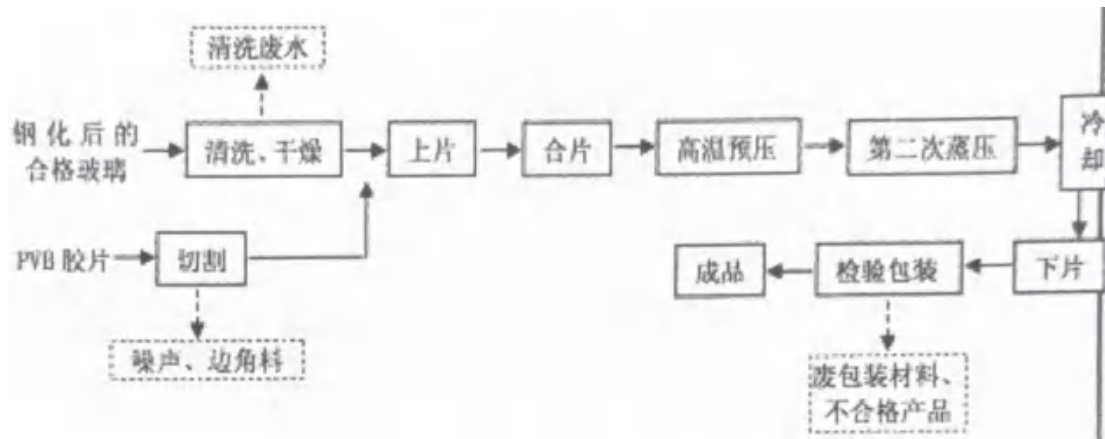 清洗废水
钢化后的
合格玻璃
清洗、干燥
上片
合片
高温预压
第二次蒸压
冷
却
PVB 胶片
切割
成品
检验包装
下片
噪声、边角料
废包装材料、
不合格产品